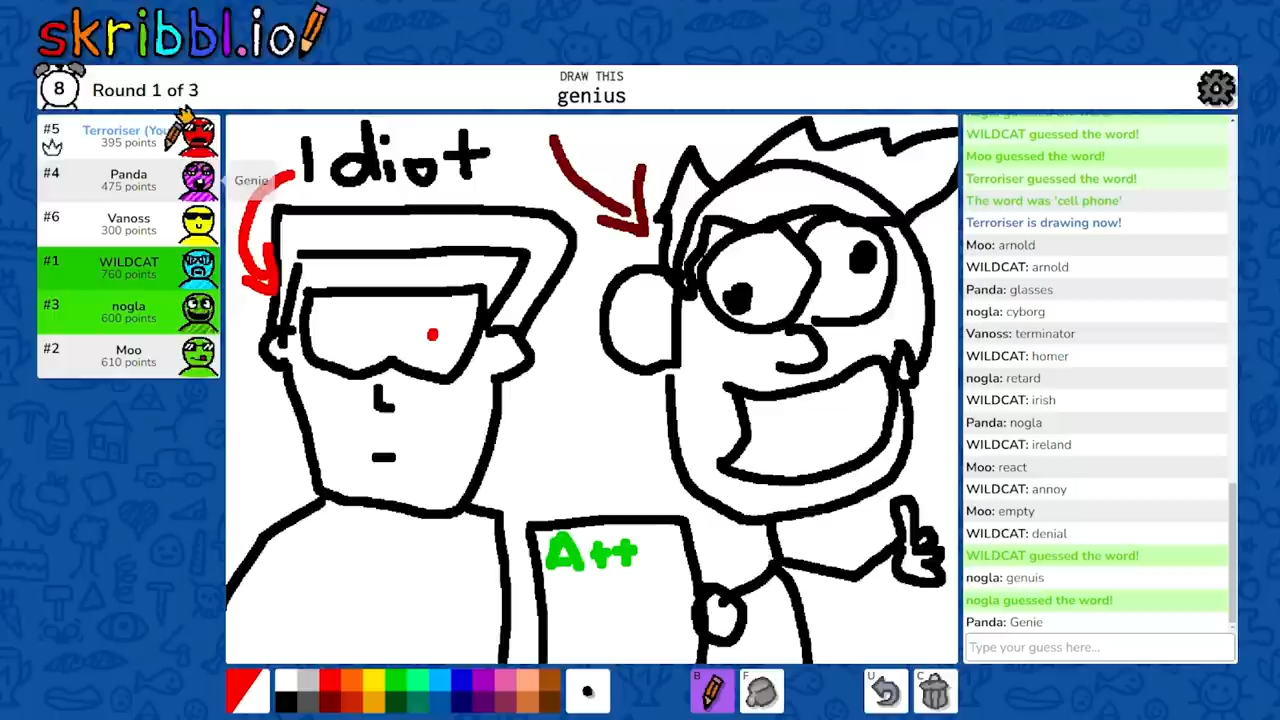 skribbl.io
8
Round 1 of 3
DRAW THIS
genius
#5
Terroriser (You
395 points
#4
Panda
475 points
Genie
#6
Vanoss
300 points
#1
WILDCAT
760 points
#3
nogla
600 points
#2
Moo
610 points
Idiot
A++
WILDCAT guessed the word!
Moo guessed the word!
Terroriser guessed the word!
The word was 'cell phone'
Terroriser is drawing now!
Moo: arnold
WILDCAT: arnold
Panda: glasses
nogla: cyborg
Vanoss: terminator
WILDCAT: homer
nogla: retard
WILDCAT: irish
Panda: nogla
WILDCAT: ireland
Moo: react
WILDCAT: annoy
Moo: empty
WILDCAT: denial
WILDCAT guessed the word!
nogla: genuis
nogla guessed the word!
Panda: Genie
Type your guess here...
B
F
U
C